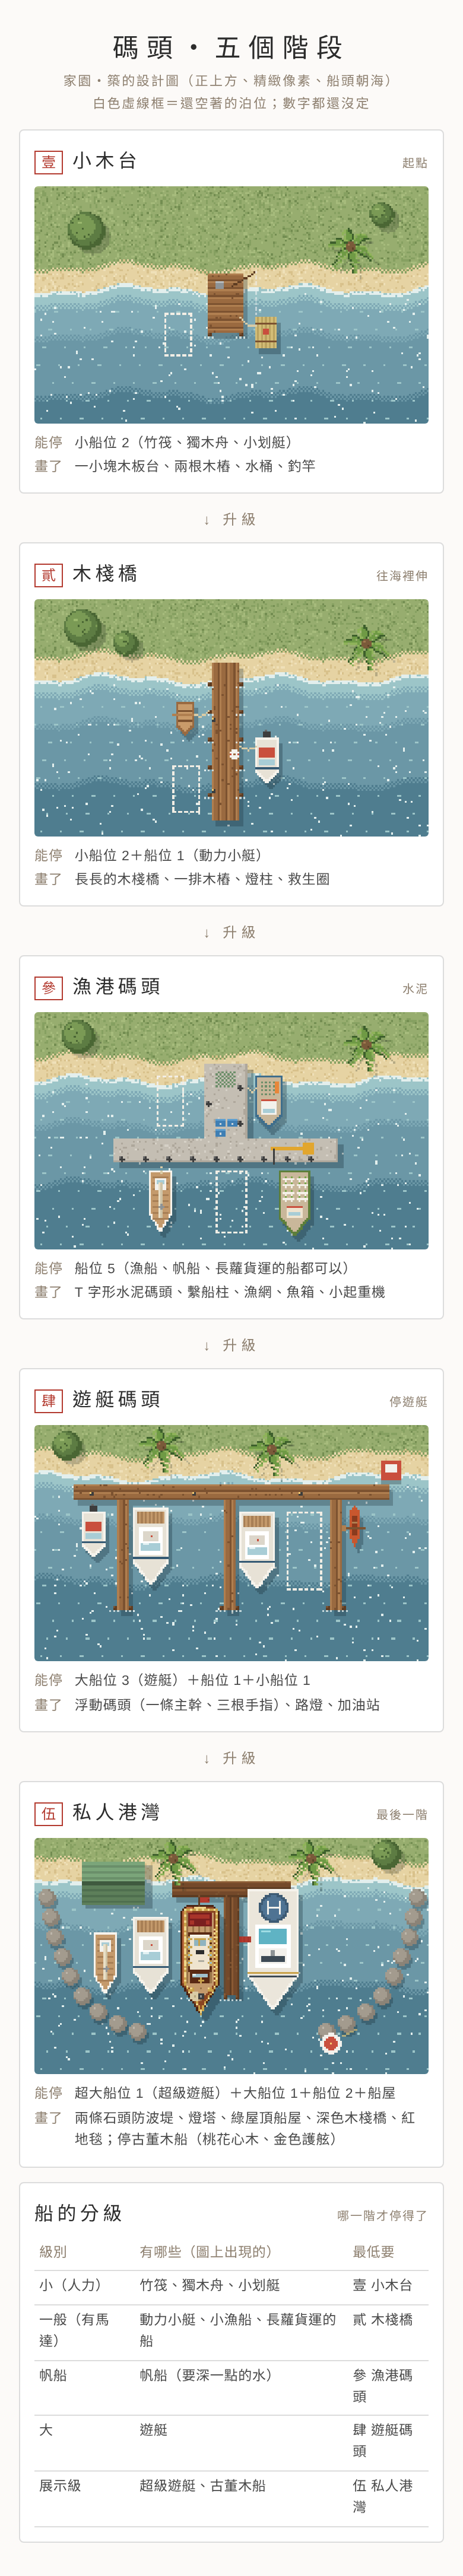 碼頭・五個階段
家園・築的設計圖（正上方、精緻像素、船頭朝海）
白色虛線框＝還空著的泊位；數字都還沒定
壹 小木台 起點
能停 小船位 2（竹筏、獨木舟、小划艇）
畫了 一小塊木板台、兩根木樁、水桶、釣竿
↓ 升級
貳 木棧橋 往海裡伸
能停 小船位 2＋船位 1（動力小艇）
畫了 長長的木棧橋、一排木樁、燈柱、救生圈
↓ 升級
參 漁港碼頭 水泥
能停 船位 5（漁船、帆船、長蘿貨運的船都可以）
畫了 T 字形水泥碼頭、繫船柱、漁網、魚箱、小起重機
↓ 升級
肆 遊艇碼頭 停遊艇
能停 大船位 3（遊艇）＋船位 1＋小船位 1
畫了 浮動碼頭（一條主幹、三根手指）、路燈、加油站
↓ 升級
伍 私人港灣 最後一階
H
能停 超大船位 1（超級遊艇）＋大船位 1＋船位 2＋船屋
畫了 兩條石頭防波堤、燈塔、綠屋頂船屋、深色木棧橋、紅
地毯；停古董木船（桃花心木、金色護舷）
船的分級 哪一階才停得了
級別 有哪些（圖上出現的） 最低要
小（人力） 竹筏、獨木舟、小划艇 壹 小木台
一般（有馬 動力小艇、小漁船、長蘿貨運的 貳 木棧橋
達） 船
帆船 帆船（要深一點的水） 參 漁港碼
頭
大 遊艇 肆 遊艇碼
頭
展示級 超級遊艇、古董木船 伍 私人港
灣